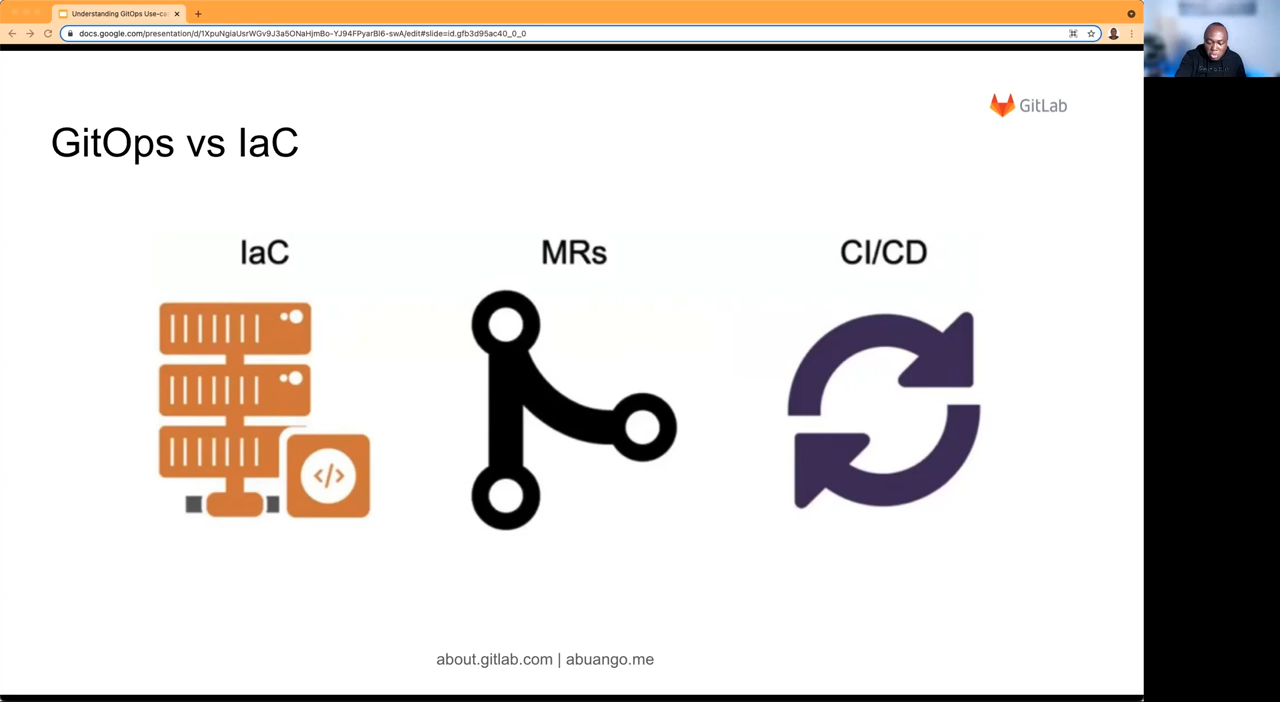 Understanding GitOps Use-ca
docs.google.com/presentation/d/1XpuNgiaUsrWGv9J3a5ONaHjmBo-YJ94FPyarBl6-swA/edit#slide=id.gfb3d95ac40_0_0
GitLab
GitOps vs IaC
IaC
MRs
CI/CD
</>
about.gitlab.com | abuango.me